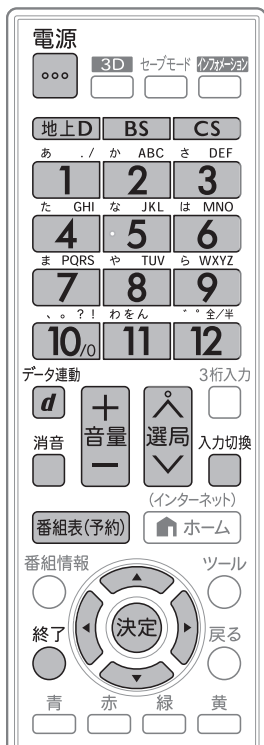 電源
3D セーブモード インフォメーション
地上D BS CS
あ ./ か ABC さ DEF
1 2 3
た GHI な JKL は MNO
4 5 6
ま PQRS や TUV ら WXYZ
7 8 9
、。?! わをん ゛゜全/半
10/0 11 12
データ連動 3桁入力
d + 音量 − 選局
消音 入力切換
(インターネット)
番組表(予約) ホーム
番組情報 ツール
決定
終了 戻る
青 赤 緑 黄